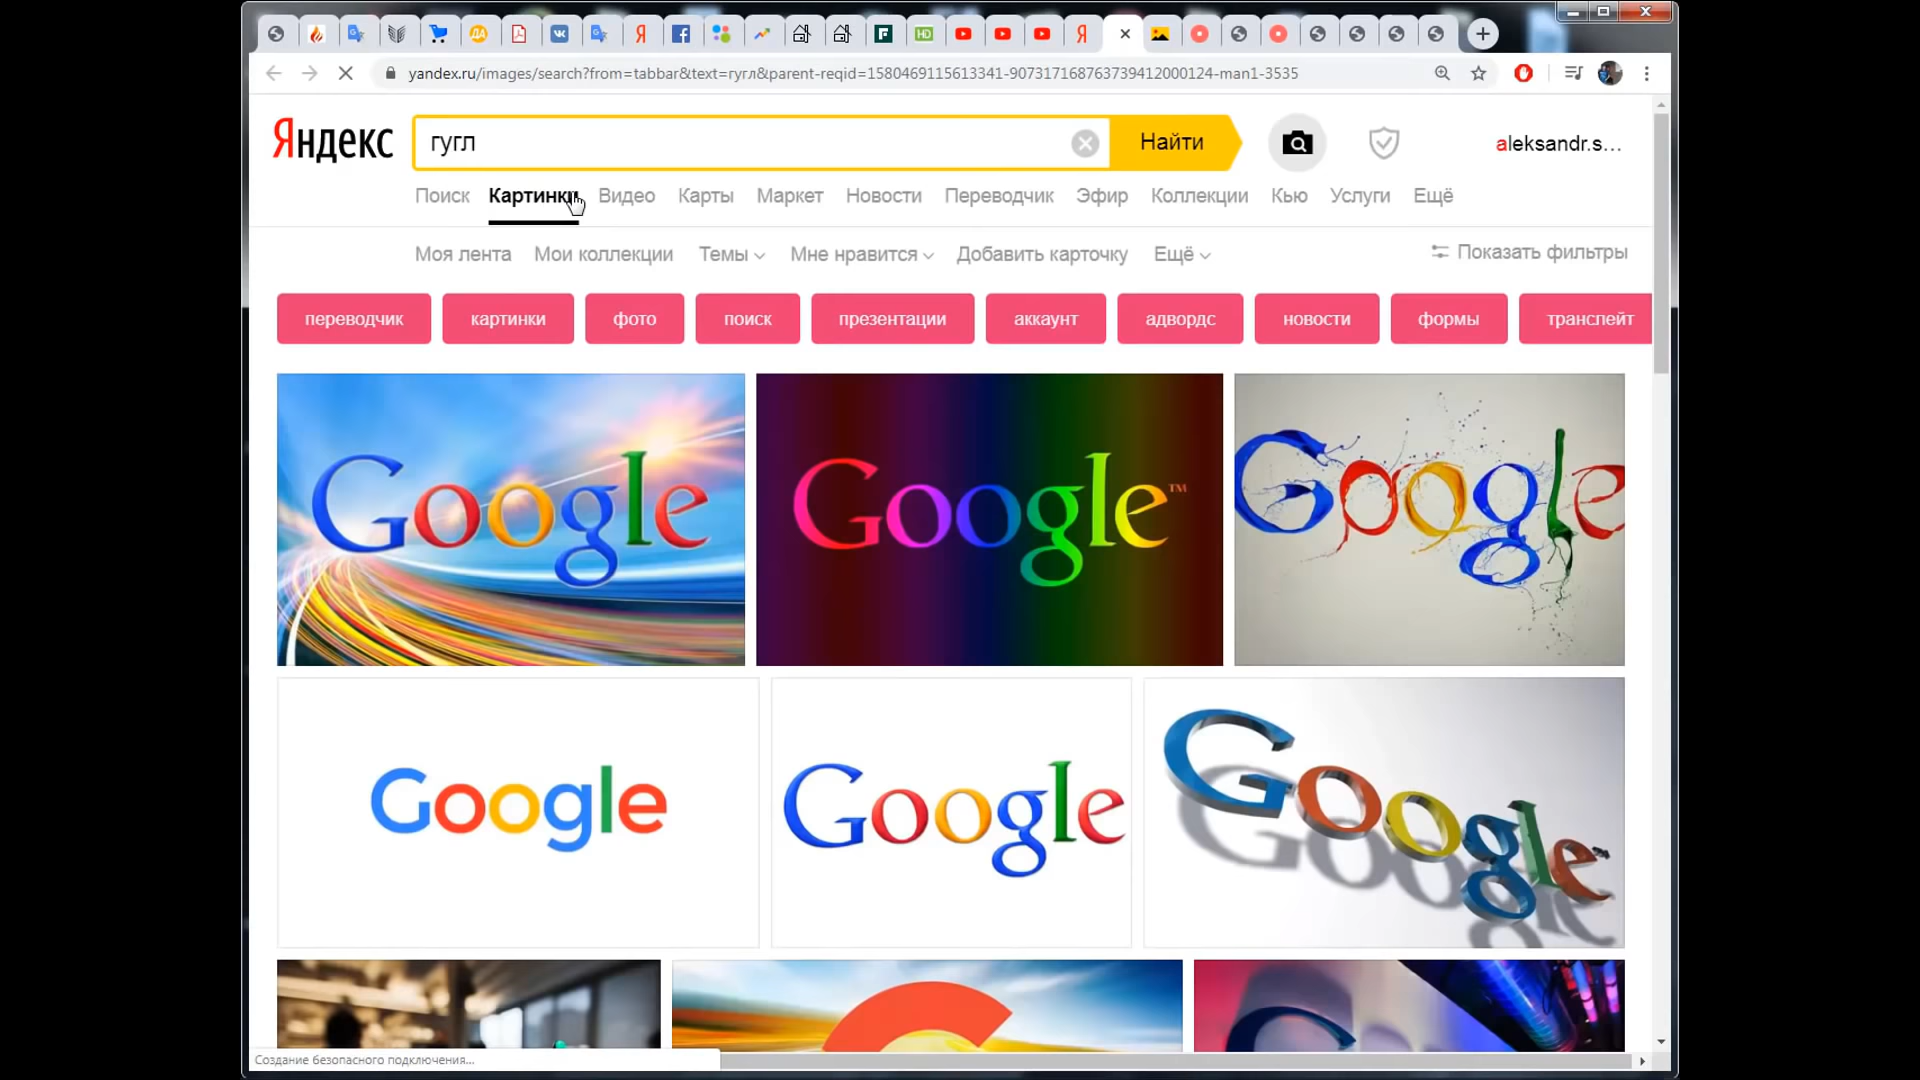 yandex.ru/images/search?from=tabbar&text=гугл&parent-reqid=1580469115613341-907317168763739412000124-man1-3535
Яндекс гугл Найти aleksandr.s...
Поиск Картинки Видео Карты Маркет Новости Переводчик Эфир Коллекции Кью Услуги Ещё
Моя лента Мои коллекции Темы Мне нравится Добавить карточку Ещё Показать фильтры
переводчик картинки фото поиск презентации аккаунт адвордс новости формы транслейт
Google Google™ Google
Google Google Google
Создание безопасного подключения...